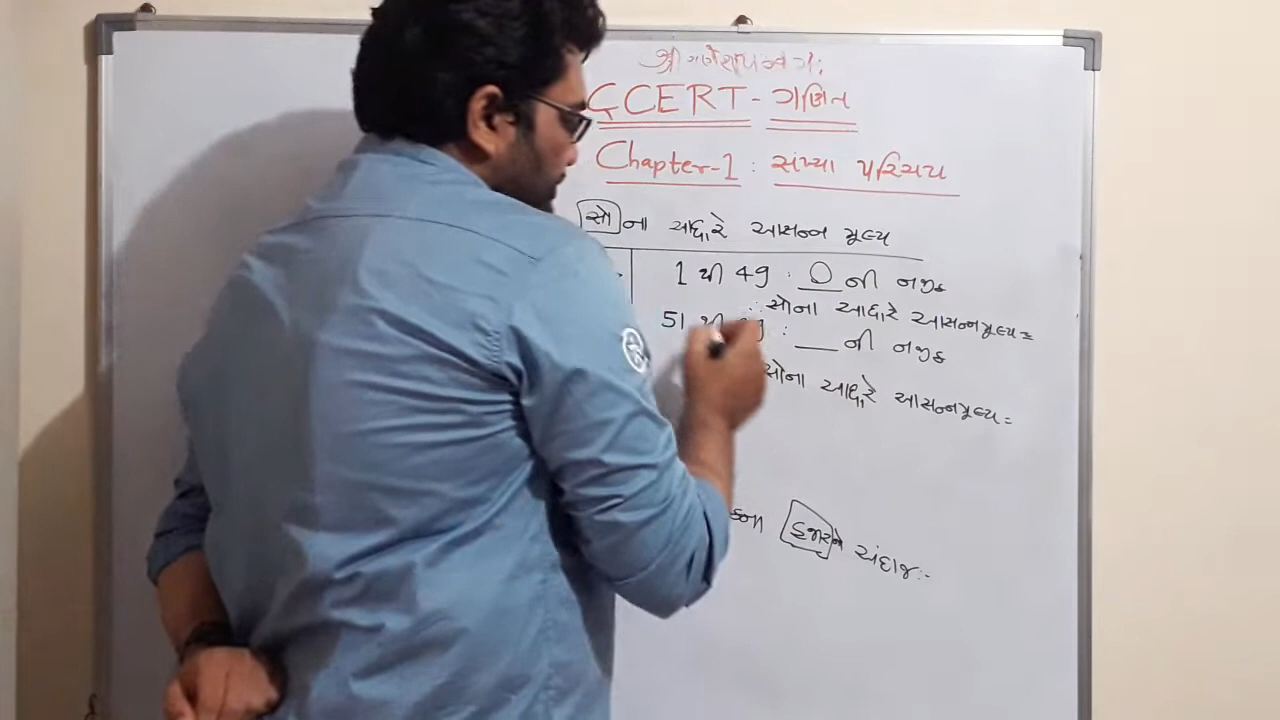 શ્રી ગણેશાય નમઃ
GCERT - ગણિત
Chapter-1 : સંખ્યા પરિચય
સો ના આધારે આસન્ન મૂલ્ય
1 થી 49 : 0 ની નજીક
∴ સોના આધારે આસન્નમૂલ્ય =
51 થી : ___ ની નજીક
સોના આધારે આસન્નમૂલ્ય =
હજારને અંદાજ :-